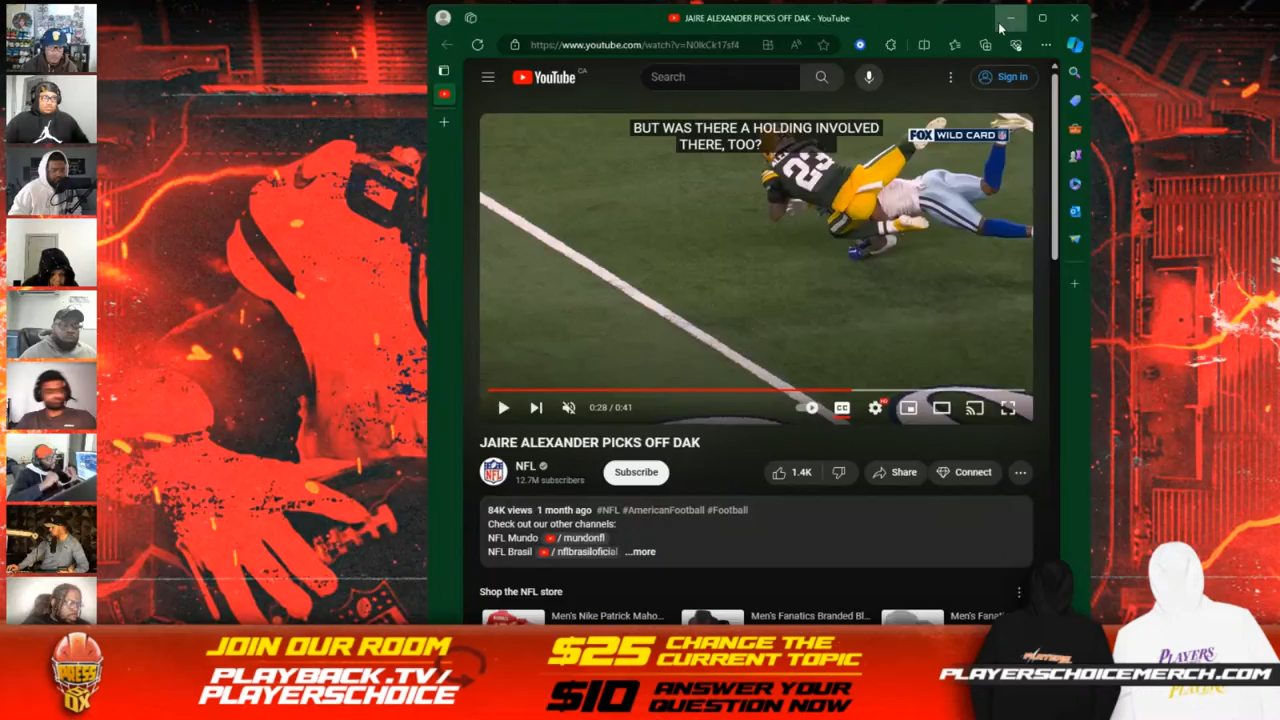 JAIRE ALEXANDER PICKS OFF DAK - YouTube
https://www.youtube.com/watch?v=N0lkCk17sf4
YouTube CA
Search
Sign in
BUT WAS THERE A HOLDING INVOLVED
THERE, TOO?
FOX WILD CARD
23
0:28 / 0:41
CC
HD
JAIRE ALEXANDER PICKS OFF DAK
NFL
12.7M subscribers
Subscribe
1.4K
Share
Connect
84K views 1 month ago #NFL #AmericanFootball #Football
Check out our other channels:
NFL Mundo / mundonfl
NFL Brasil / nflbrasiloficial ...more
Shop the NFL store
Men's Nike Patrick Maho...
Men's Fanatics Branded Bl...
Men's Fana
PRESS
JOIN OUR ROOM
PLAYBACK.TV/
PLAYERSCHOICE
$25 CHANGE THE
CURRENT TOPIC
$10 ANSWER YOUR
QUESTION NOW
PLAYERS
PLAYERSCHOICEMERCH.COM